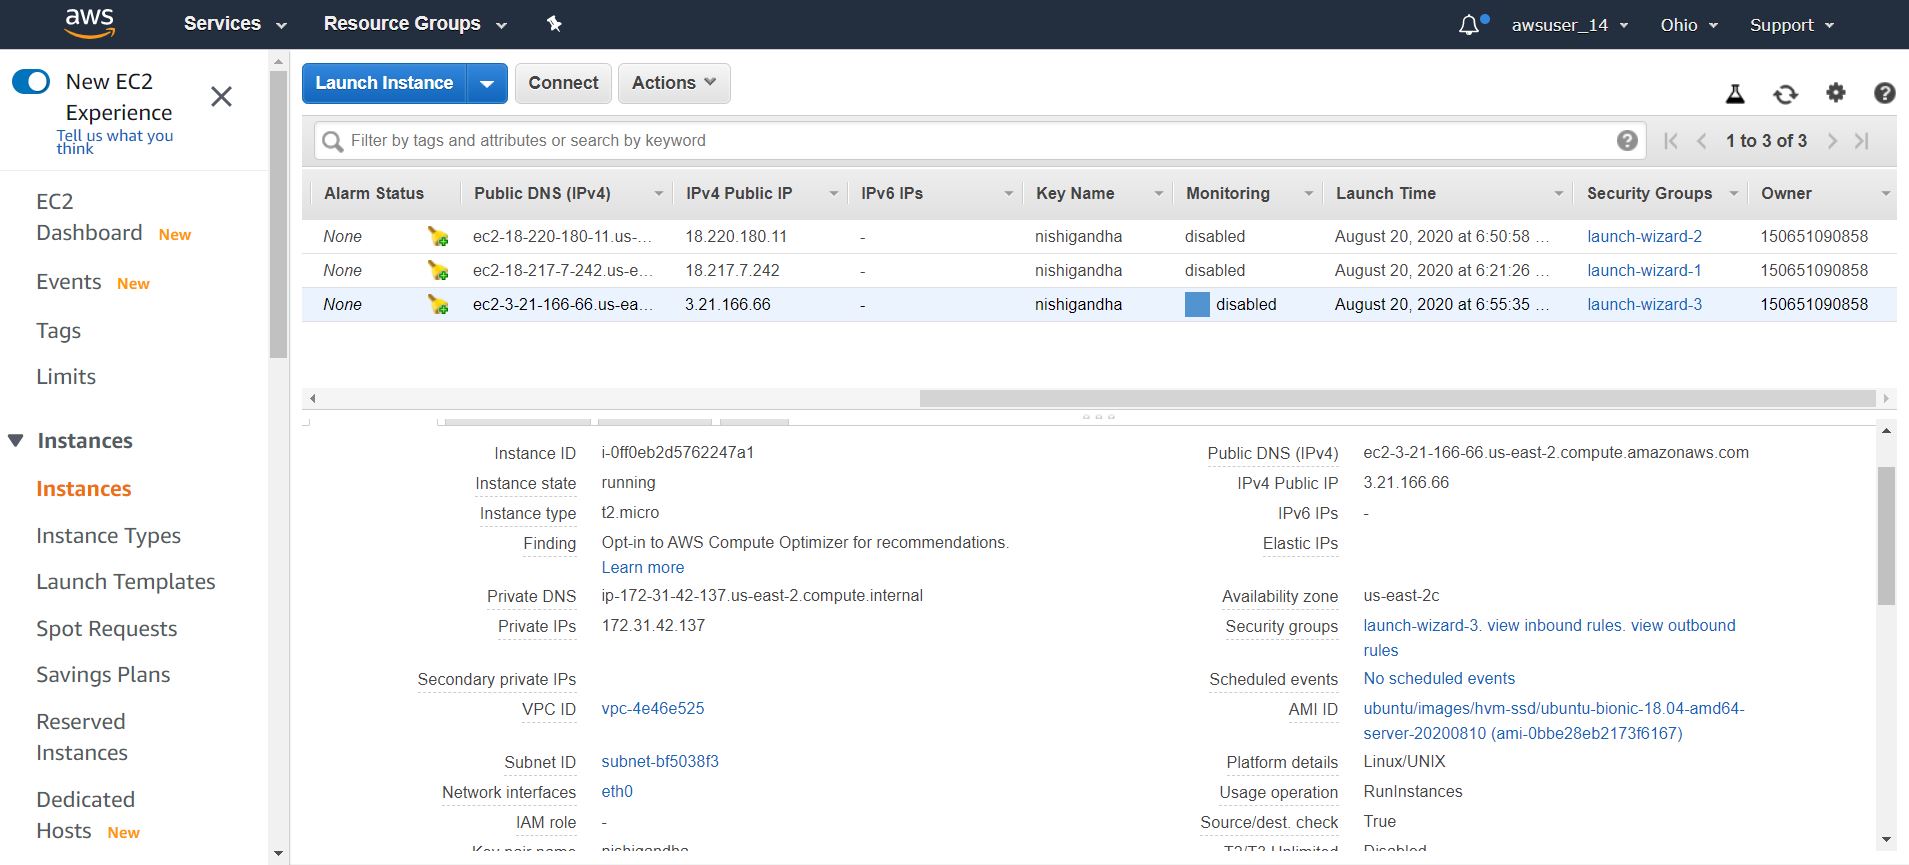 aws
Services
Resource Groups
awsuser_14
Ohio
Support
New EC2
Experience
Tell us what you
think
EC2
Dashboard New
Events New
Tags
Limits
Instances
Instances
Instance Types
Launch Templates
Spot Requests
Savings Plans
Reserved
Instances
Dedicated
Hosts New
Launch Instance
Connect
Actions
Filter by tags and attributes or search by keyword
1 to 3 of 3
Alarm Status Public DNS (IPv4) IPv4 Public IP IPv6 IPs Key Name Monitoring Launch Time Security Groups Owner
None ec2-18-220-180-11.us-... 18.220.180.11 - nishigandha disabled August 20, 2020 at 6:50:58 ... launch-wizard-2 150651090858
None ec2-18-217-7-242.us-e... 18.217.7.242 - nishigandha disabled August 20, 2020 at 6:21:26 ... launch-wizard-1 150651090858
None ec2-3-21-166-66.us-ea... 3.21.166.66 - nishigandha disabled August 20, 2020 at 6:55:35 ... launch-wizard-3 150651090858
Instance ID i-0ff0eb2d5762247a1
Instance state running
Instance type t2.micro
Finding Opt-in to AWS Compute Optimizer for recommendations.
Learn more
Private DNS ip-172-31-42-137.us-east-2.compute.internal
Private IPs 172.31.42.137
Secondary private IPs
VPC ID vpc-4e46e525
Subnet ID subnet-bf5038f3
Network interfaces eth0
IAM role -
Key pair name nishigandha
Public DNS (IPv4) ec2-3-21-166-66.us-east-2.compute.amazonaws.com
IPv4 Public IP 3.21.166.66
IPv6 IPs -
Elastic IPs
Availability zone us-east-2c
Security groups launch-wizard-3. view inbound rules. view outbound
rules
Scheduled events No scheduled events
AMI ID ubuntu/images/hvm-ssd/ubuntu-bionic-18.04-amd64-
server-20200810 (ami-0bbe28eb2173f6167)
Platform details Linux/UNIX
Usage operation RunInstances
Source/dest. check True
T2/T3 Unlimited Disabled